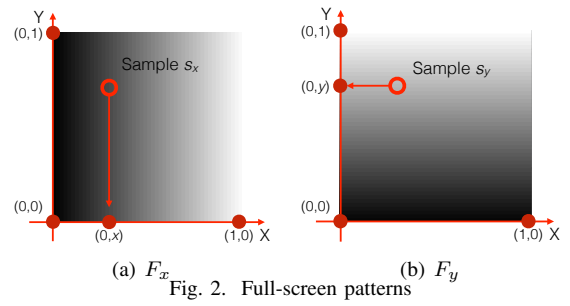 Y
(0,1)
Sample sx
(0,0)
(0,x)
(1,0)
X
(a) Fx
Y
(0,1)
Sample sy
(0,y)
(0,0)
(1,0)
X
(b) Fy
Fig. 2. Full-screen patterns